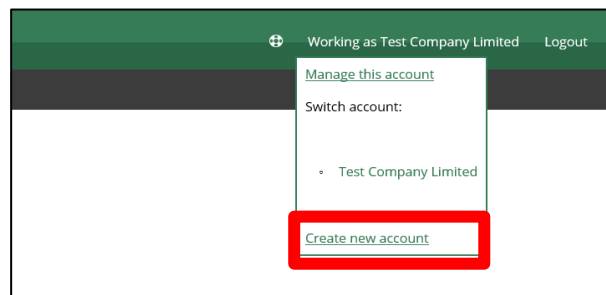 Working as Test Company Limited Logout
Manage this account
Switch account:
Test Company Limited
Create new account